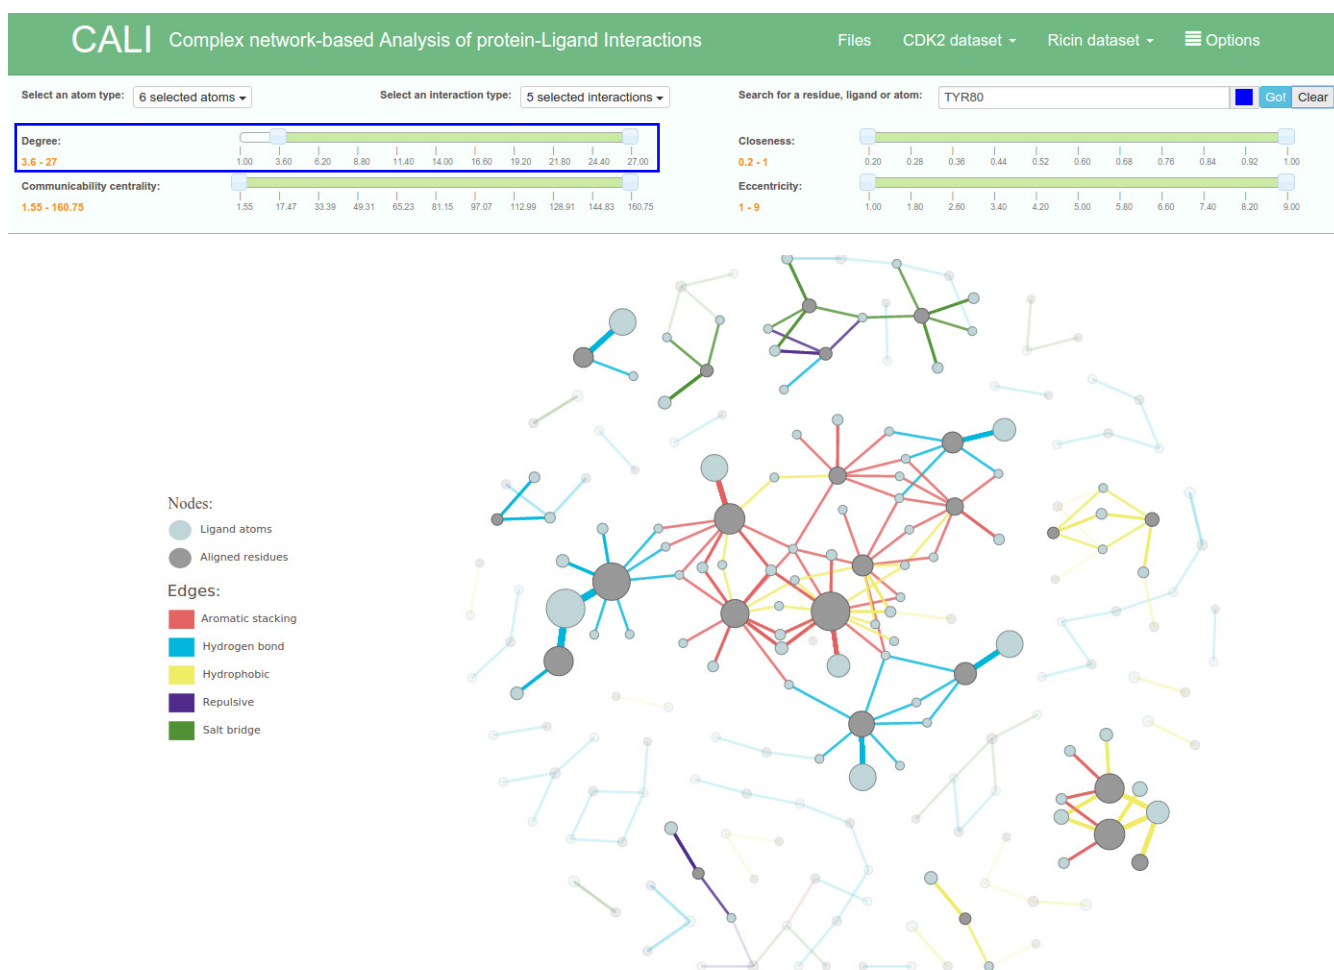 CALI Complex network-based Analysis of protein-Ligand Interactions Files CDK2 dataset Ricin dataset Options
Select an atom type: 6 selected atoms Select an interaction type: 5 selected interactions Search for a residue, ligand or atom: TYR80 Go! Clear
Degree:
3.6 - 27
1.00 3.60 6.20 8.80 11.40 14.00 16.60 19.20 21.80 24.40 27.00
Closeness:
0.2 - 1
0.20 0.28 0.36 0.44 0.52 0.60 0.68 0.76 0.84 0.92 1.00
Communicability centrality:
1.55 - 160.75
1.55 17.47 33.39 49.31 65.23 81.15 97.07 112.99 128.91 144.83 160.75
Eccentricity:
1 - 9
1.00 1.80 2.60 3.40 4.20 5.00 5.80 6.60 7.40 8.20 9.00
Nodes:
Ligand atoms
Aligned residues
Edges:
Aromatic stacking
Hydrogen bond
Hydrophobic
Repulsive
Salt bridge